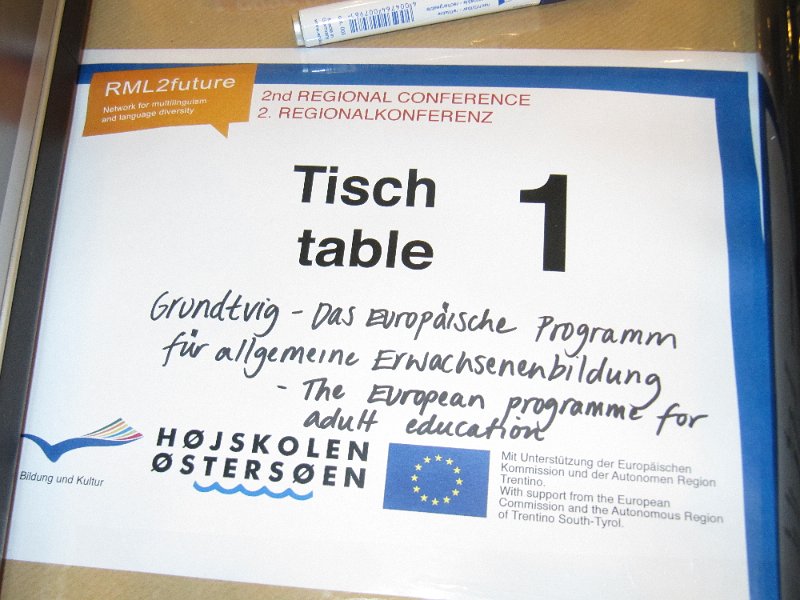 RML2future
Network for multilinguism
and language diversity
2nd REGIONAL CONFERENCE
2. REGIONALKONFERENZ
Tisch 1
table
Grundtvig - Das Europäische Programm
für allgemeine Erwachsenenbildung
- The European programme for
adult education
Bildung und Kultur
HØJSKOLEN
ØSTERSØEN
Mit Unterstützung der Europäischen
Kommission und der Autonomen Region
Trentino.
With support from the European
Commission and the Autonomous Region
of Trentino South-Tyrol.